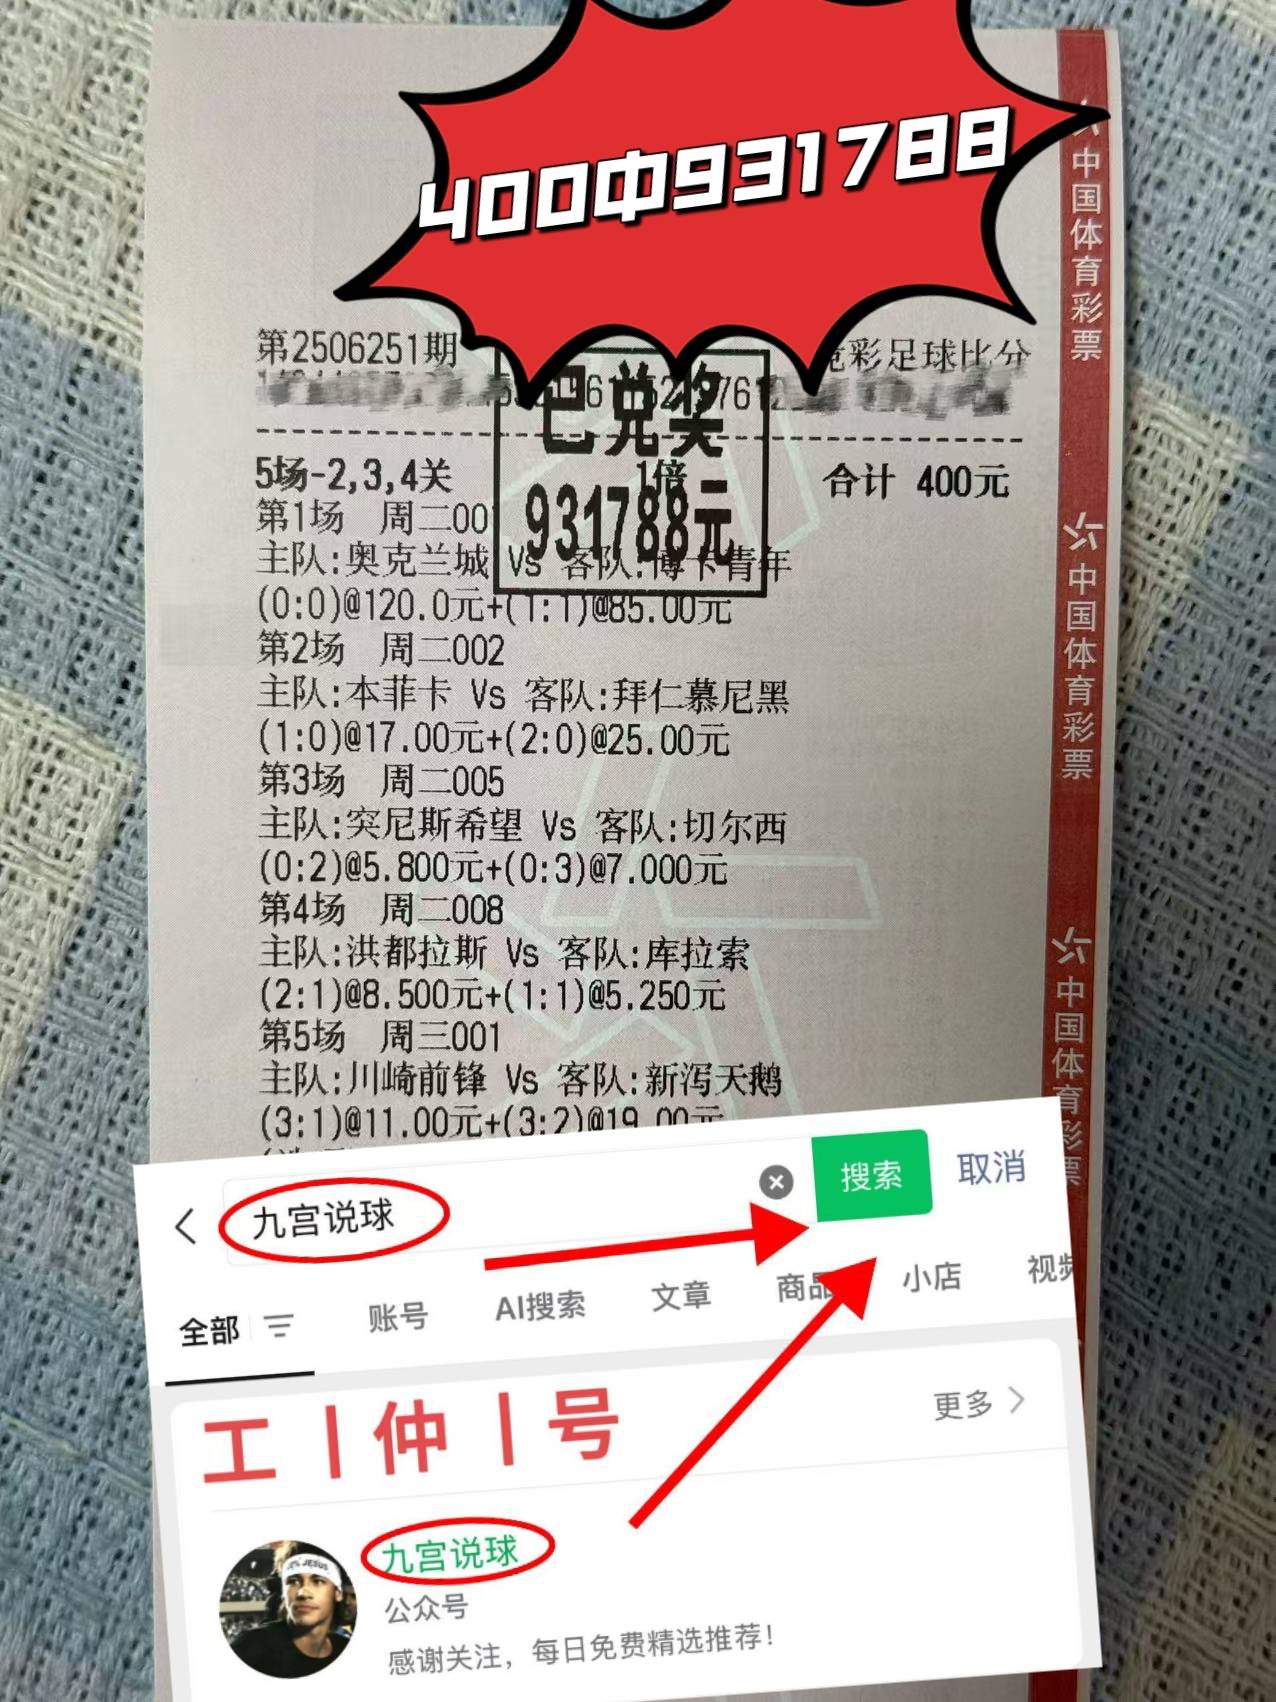 400中931788
第2506251期
竞彩足球比分
已兑奖
931788元
5场-2,3,4关 1倍 合计 400元
第1场 周二001
主队:奥克兰城 Vs 客队:博卡青年
(0:0)@120.0元+(1:1)@85.00元
第2场 周二002
主队:本菲卡 Vs 客队:拜仁慕尼黑
(1:0)@17.00元+(2:0)@25.00元
第3场 周二005
主队:突尼斯希望 Vs 客队:切尔西
(0:2)@5.800元+(0:3)@7.000元
第4场 周二008
主队:洪都拉斯 Vs 客队:库拉索
(2:1)@8.500元+(1:1)@5.250元
第5场 周三001
主队:川崎前锋 Vs 客队:新泻天鹅
(3:1)@11.00元+(3:2)@19.00元
中国体育彩票
中国体育彩票
中国体育彩票
九宫说球 搜索 取消
全部 账号 AI搜索 文章 商品 小店 视频
工丨仲丨号 更多
九宫说球
公众号
感谢关注，每日免费精选推荐！